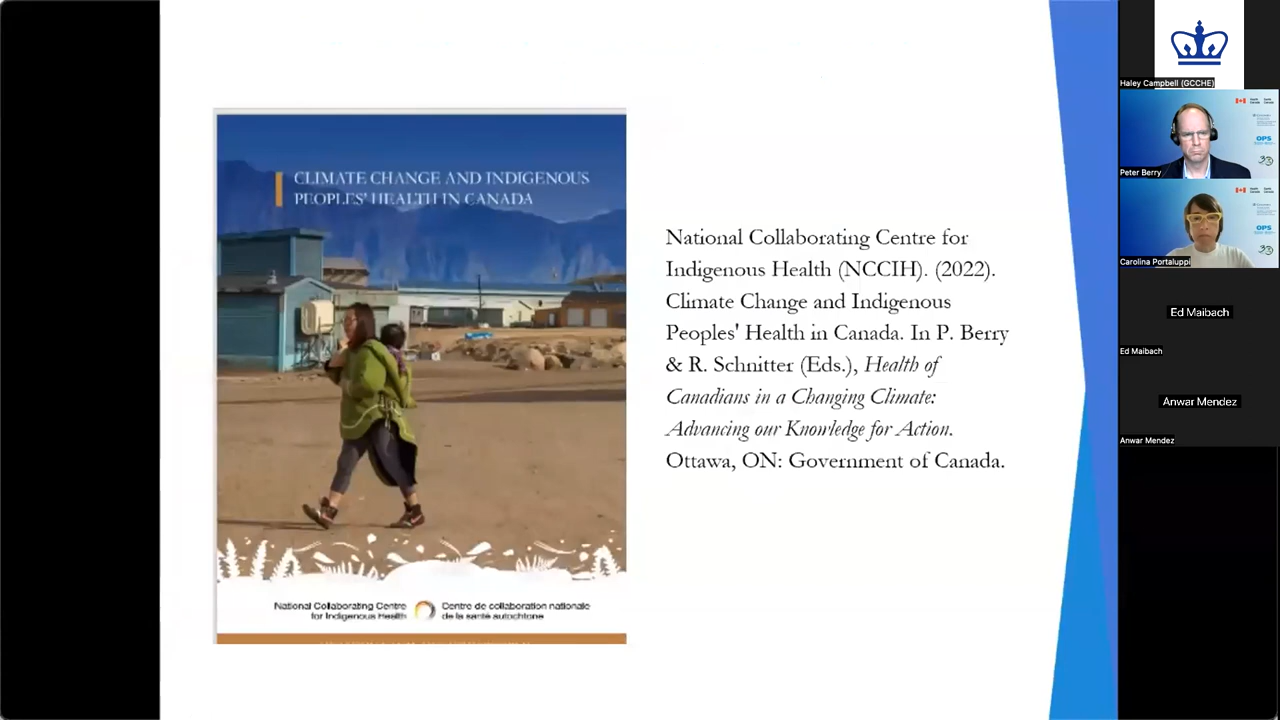 CLIMATE CHANGE AND INDIGENOUS
PEOPLES' HEALTH IN CANADA
National Collaborating Centre
for Indigenous Health
Centre de collaboration nationale
de la santé autochtone
National Collaborating Centre for
Indigenous Health (NCCIH). (2022).
Climate Change and Indigenous
Peoples' Health in Canada. In P. Berry
& R. Schnitter (Eds.), Health of
Canadians in a Changing Climate:
Advancing our Knowledge for Action.
Ottawa, ON: Government of Canada.
Haley Campbell (GCCHE)
OPS
Peter Berry
OPS
Carolina Portaluppi
Ed Maibach
Ed Maibach
Anwar Mendez
Anwar Mendez